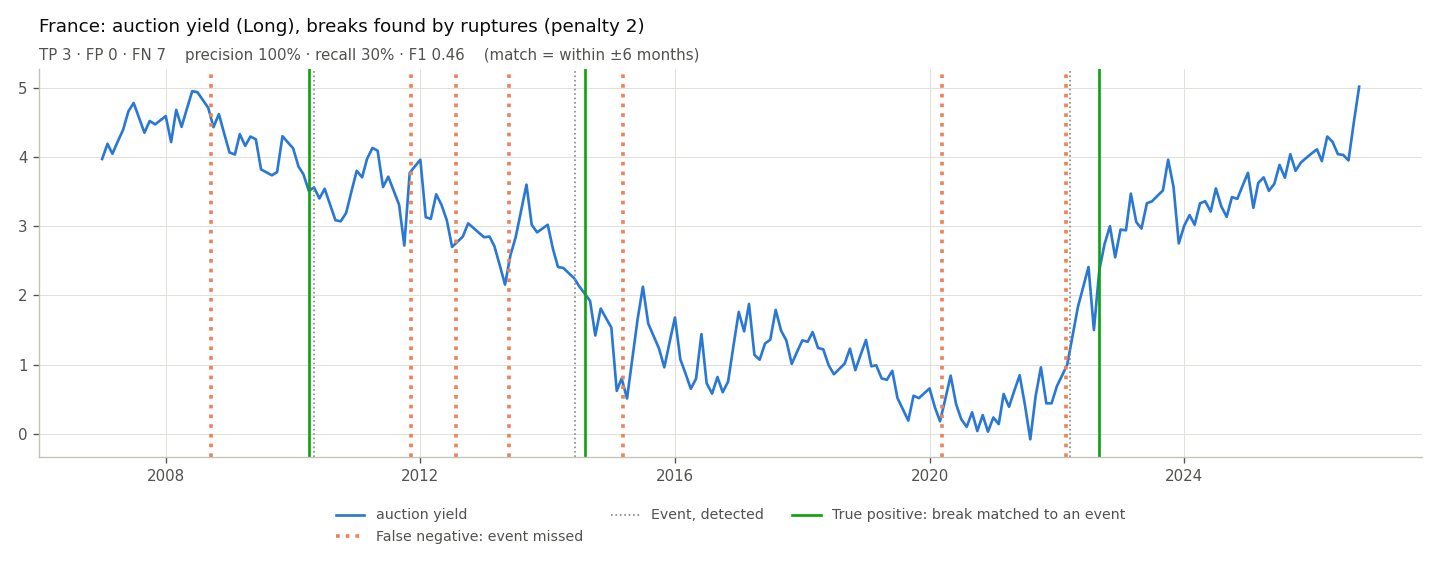 France: auction yield (Long), breaks found by ruptures (penalty 2)
TP 3 · FP 0 · FN 7    precision 100% · recall 30% · F1 0.46    (match = within ±6 months)
5
4
3
2
1
0
2008 2012 2016 2020 2024
auction yield
Event, detected
True positive: break matched to an event
False negative: event missed